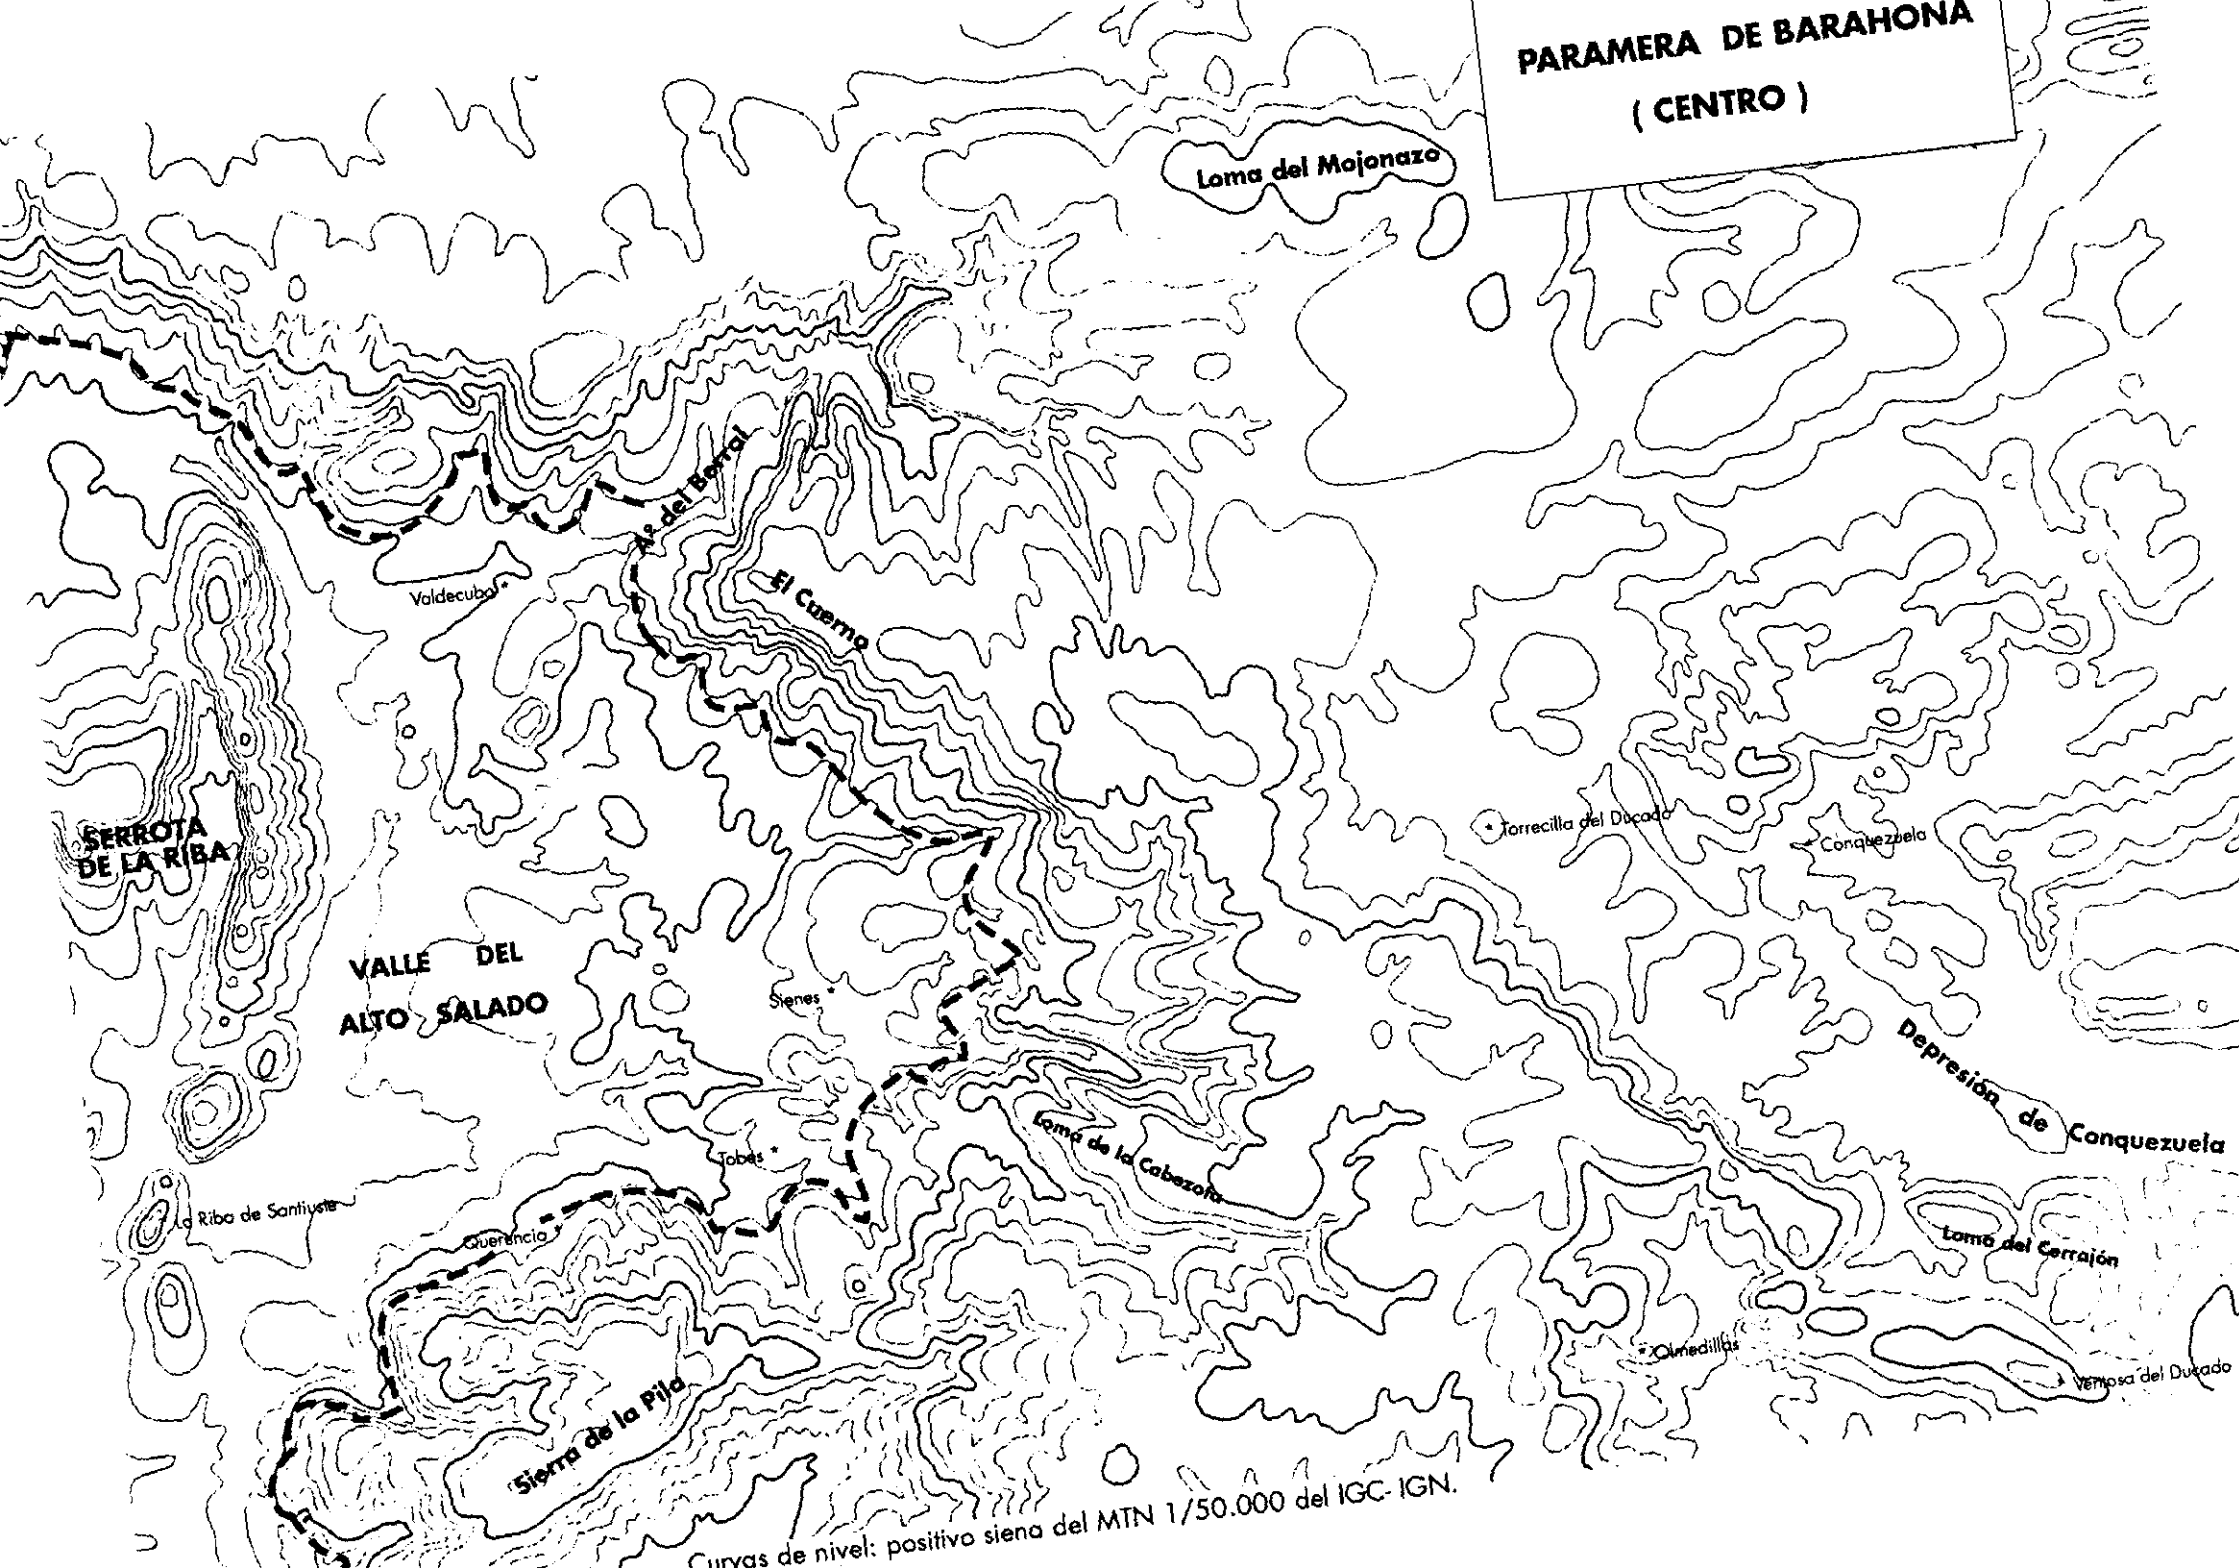 PARAMERA DE BARAHONA
( CENTRO )
Loma del Mojonazo
Aº del Borral
El Cuerno
Valdecubo
Torrecilla del Ducado
Conquezuela
SERROTA
DE LA RIBA
VALLE DEL
ALTO SALADO
Sienes
Depresión de Conquezuela
Loma de la Cabezota
Tobes
La Riba de Santiuste
Querencia
Loma del Cerrajón
Olmedillas
Ventosa del Ducado
Sierra de la Pila
Curvas de nivel: positivo siena del MTN 1/50.000 del IGC-IGN.